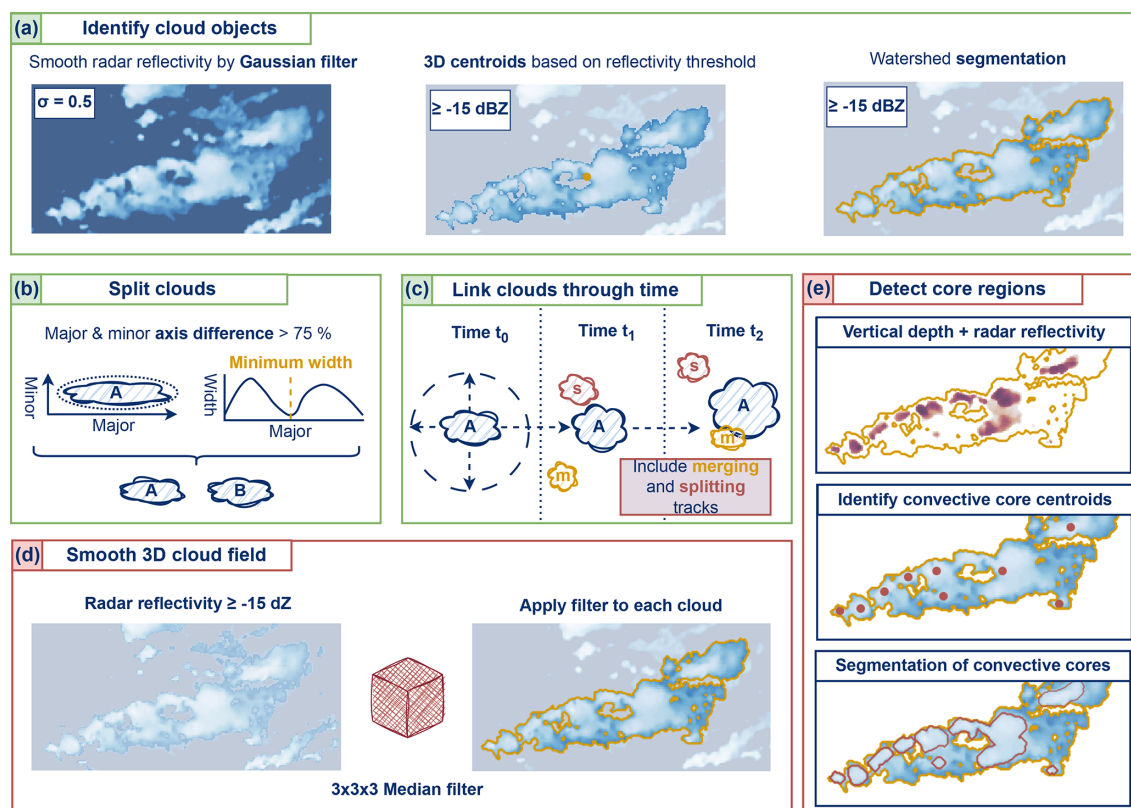 (a) Identify cloud objects
Smooth radar reflectivity by Gaussian filter
σ = 0.5
3D centroids based on reflectivity threshold
≥ -15 dBZ
Watershed segmentation
≥ -15 dBZ
(b) Split clouds
Major & minor axis difference > 75 %
Minor
A
Major
Minimum width
Width
Major
A
B
(c) Link clouds through time
Time t₀
Time t₁
Time t₂
A
s
A
m
s
A
m
Include merging
and splitting
tracks
(d) Smooth 3D cloud field
Radar reflectivity ≥ -15 dZ
Apply filter to each cloud
3x3x3 Median filter
(e) Detect core regions
Vertical depth + radar reflectivity
Identify convective core centroids
Segmentation of convective cores